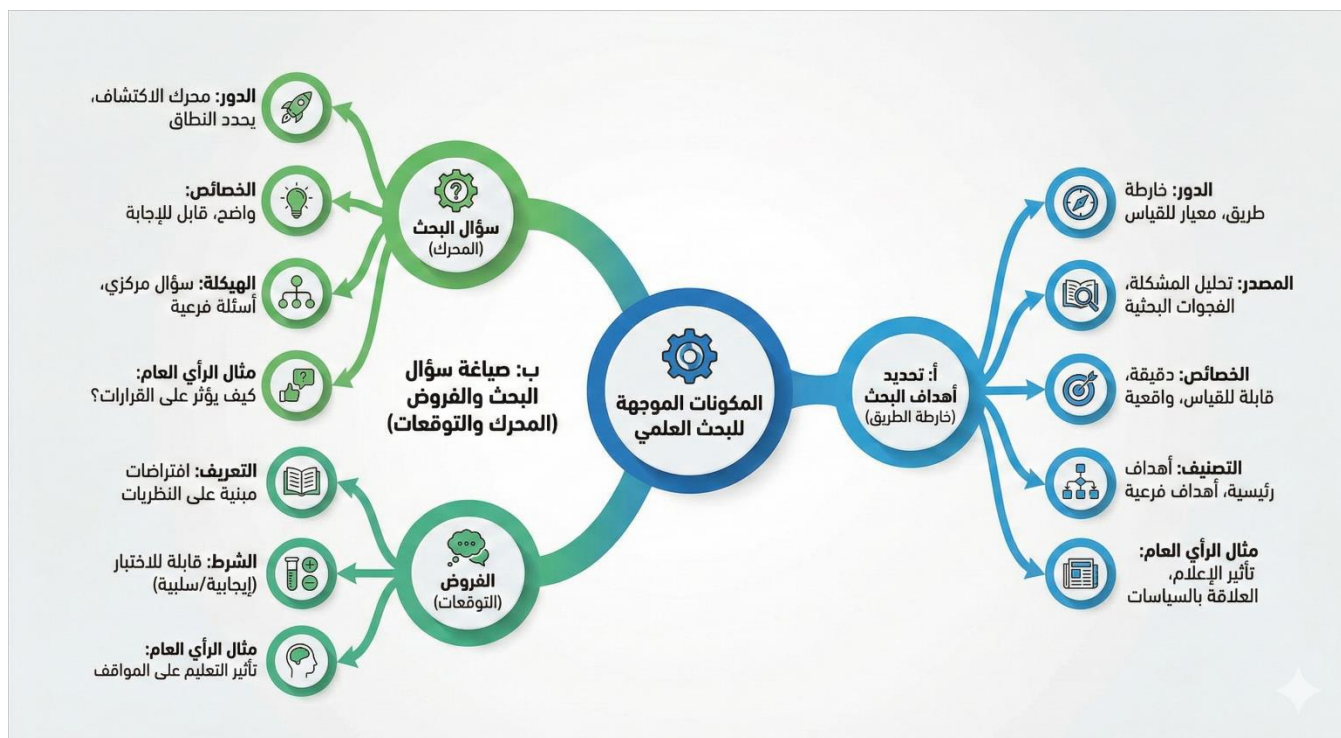 المكونات الموجهة
للبحث العلمي
أ: تحديد
أهداف البحث
(خارطة الطريق)
الدور: خارطة
طريق، معيار للقياس
المصدر: تحليل المشكلة،
الفجوات البحثية
الخصائص: دقيقة،
قابلة للقياس، واقعية
التصنيف: أهداف
رئيسية، أهداف فرعية
مثال الرأي العام:
تأثير الإعلام،
العلاقة بالسياسات
ب: صياغة سؤال
البحث والفروض
(المحرك والتوقعات)
سؤال البحث
(المحرك)
الدور: محرك الاكتشاف،
يحدد النطاق
الخصائص:
واضح، قابل للإجابة
الهيكلة: سؤال مركزي،
أسئلة فرعية
مثال الرأي العام:
كيف يؤثر على القرارات؟
الفروض
(التوقعات)
التعريف: افتراضات
مبنية على النظريات
الشرط: قابلة للاختبار
(إيجابية/سلبية)
مثال الرأي العام:
تأثير التعليم على المواقف